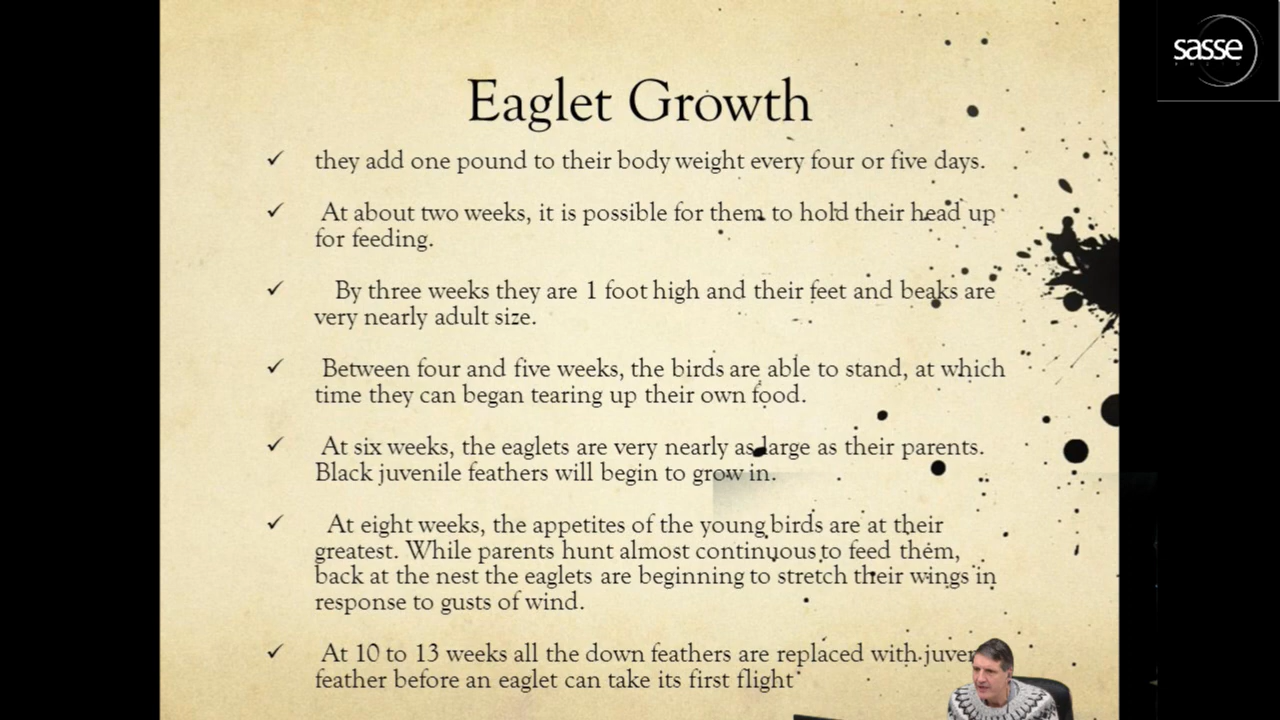 sasse
Eaglet Growth
✓ they add one pound to their body weight every four or five days.
✓ At about two weeks, it is possible for them to hold their head up
for feeding.
✓ By three weeks they are 1 foot high and their feet and beaks are
very nearly adult size.
✓ Between four and five weeks, the birds are able to stand, at which
time they can began tearing up their own food.
✓ At six weeks, the eaglets are very nearly as large as their parents.
Black juvenile feathers will begin to grow in.
✓ At eight weeks, the appetites of the young birds are at their
greatest. While parents hunt almost continuous to feed them,
back at the nest the eaglets are beginning to stretch their wings in
response to gusts of wind.
✓ At 10 to 13 weeks all the down feathers are replaced with
feather before an eaglet can take its first flight